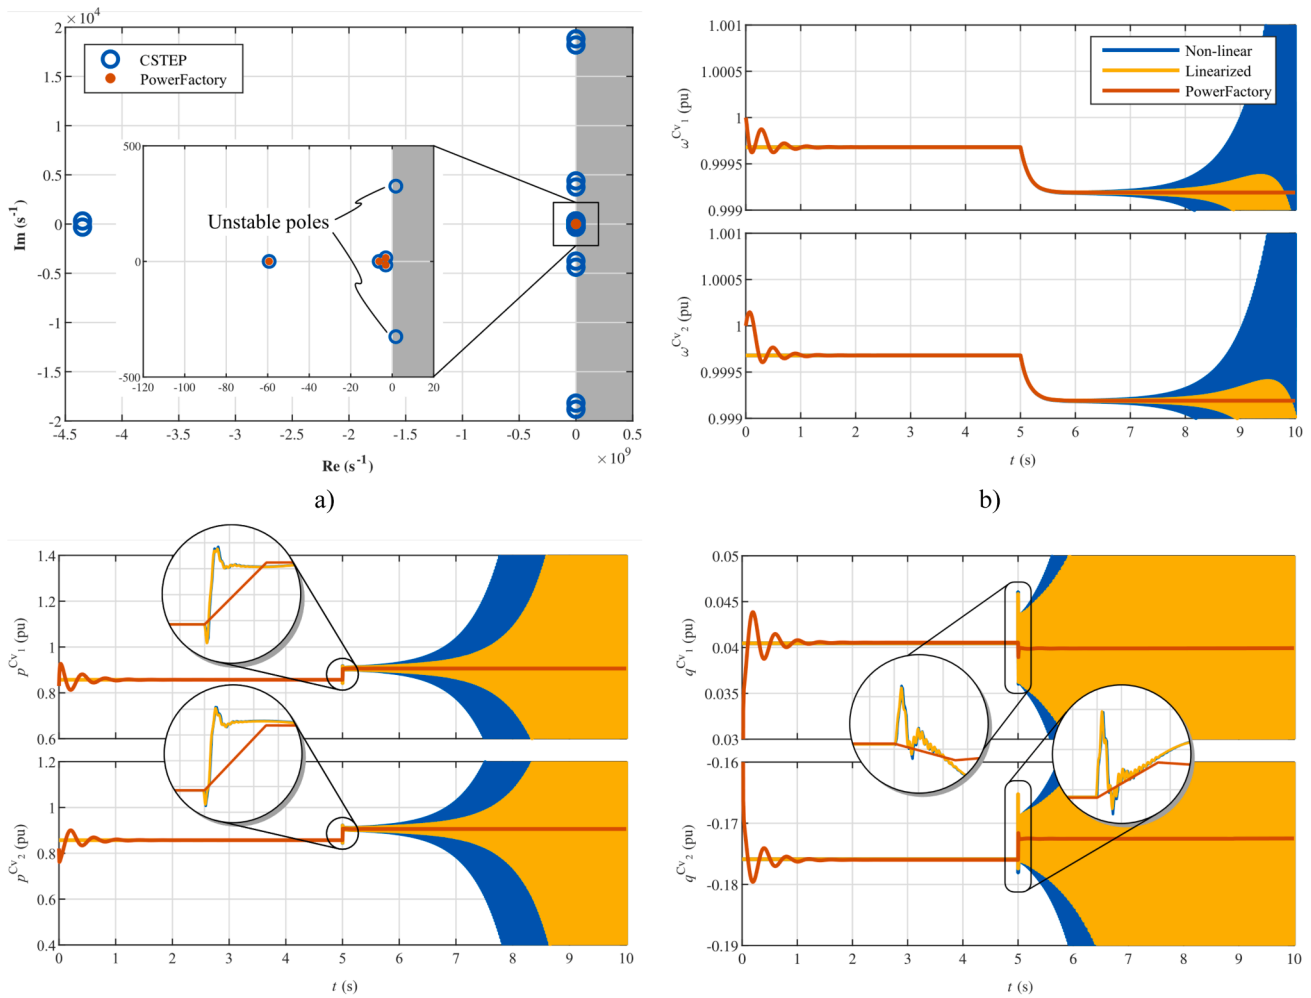 ×10⁴
2
1.5
1
0.5
0
-0.5
-1
-1.5
-2
Im (s⁻¹)
CSTEP
PowerFactory
500
0
-500
-120 -100 -80 -60 -40 -20 0 20
Unstable poles
-4.5 -4 -3.5 -3 -2.5 -2 -1.5 -1 -0.5 0 0.5
Re (s⁻¹)
×10⁹
a)
1.001
1.0005
1
0.9995
0.999
ω^Cv₁ (pu)
Non-linear
Linearized
PowerFactory
1.001
1.0005
1
0.9995
0.999
ω^Cv₂ (pu)
0 1 2 3 4 5 6 7 8 9 10
t (s)
b)
1.4
1.2
1
0.8
0.6
p^Cv₁ (pu)
1.2
1
0.8
0.6
0.4
p^Cv₂ (pu)
0 1 2 3 4 5 6 7 8 9 10
t (s)
0.05
0.045
0.04
0.035
0.03
q^Cv₁ (pu)
-0.16
-0.17
-0.18
-0.19
q^Cv₂ (pu)
0 1 2 3 4 5 6 7 8 9 10
t (s)